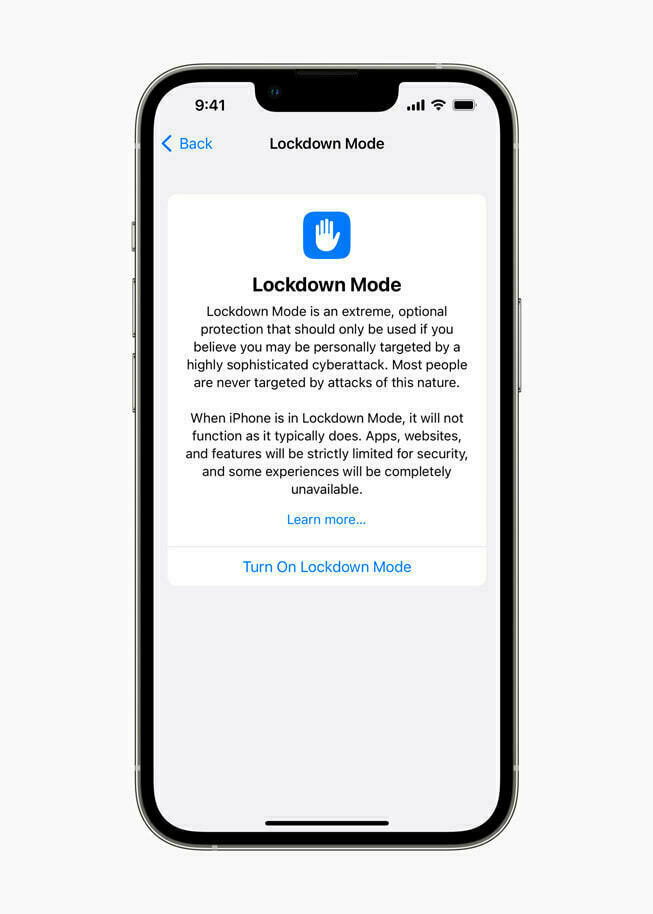 9:41
Back
Lockdown Mode
Lockdown Mode
Lockdown Mode is an extreme, optional
protection that should only be used if you
believe you may be personally targeted by a
highly sophisticated cyberattack. Most people
are never targeted by attacks of this nature.
When iPhone is in Lockdown Mode, it will not
function as it typically does. Apps, websites,
and features will be strictly limited for security,
and some experiences will be completely
unavailable.
Learn more...
Turn On Lockdown Mode